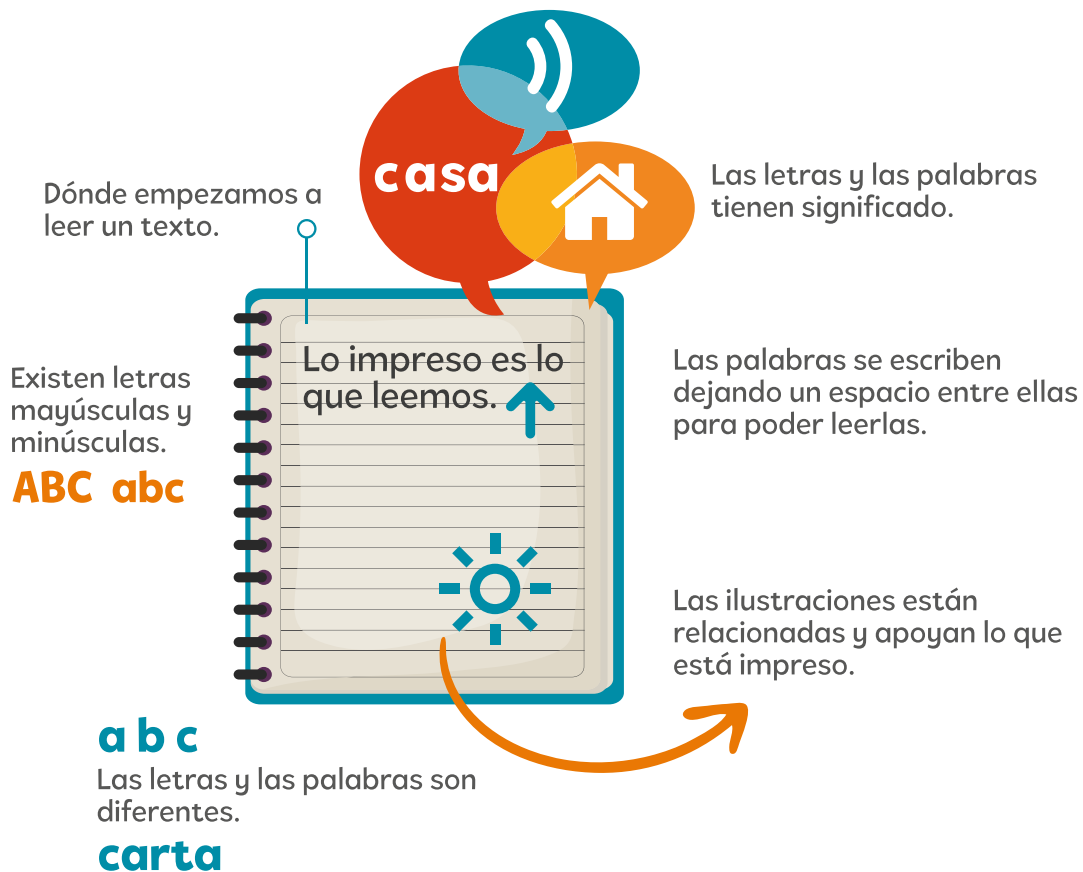 casa
Las letras y las palabras
tienen significado.
Dónde empezamos a
leer un texto.
Lo impreso es lo
que leemos.
Existen letras
mayúsculas y
minúsculas.
ABC abc
Las palabras se escriben
dejando un espacio entre ellas
para poder leerlas.
Las ilustraciones están
relacionadas y apoyan lo que
está impreso.
a b c
Las letras y las palabras son
diferentes.
carta